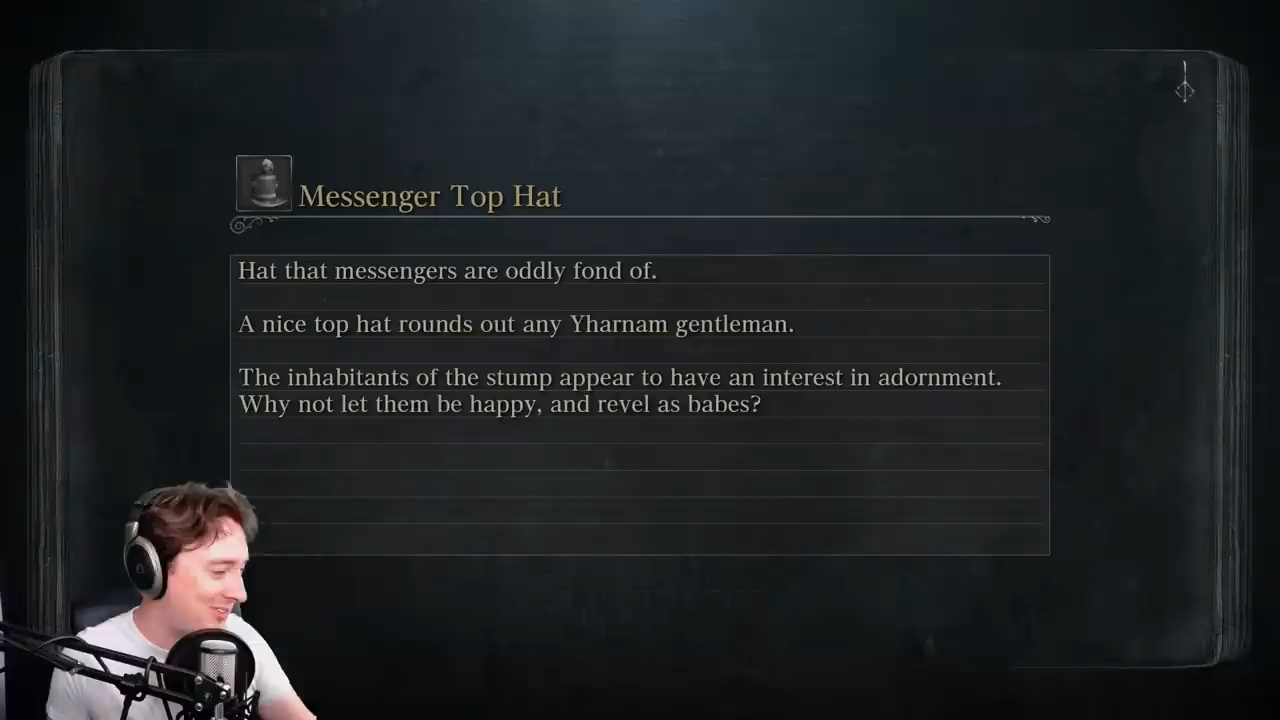 Messenger Top Hat
Hat that messengers are oddly fond of.
A nice top hat rounds out any Yharnam gentleman.
The inhabitants of the stump appear to have an interest in adornment.
Why not let them be happy, and revel as babes?